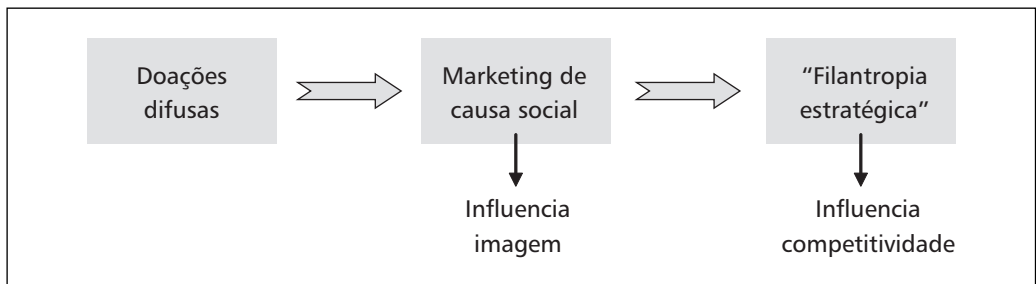 Doações
difusas
Marketing de
causa social
“Filantropia
estratégica”
Influencia
imagem
Influencia
competitividade